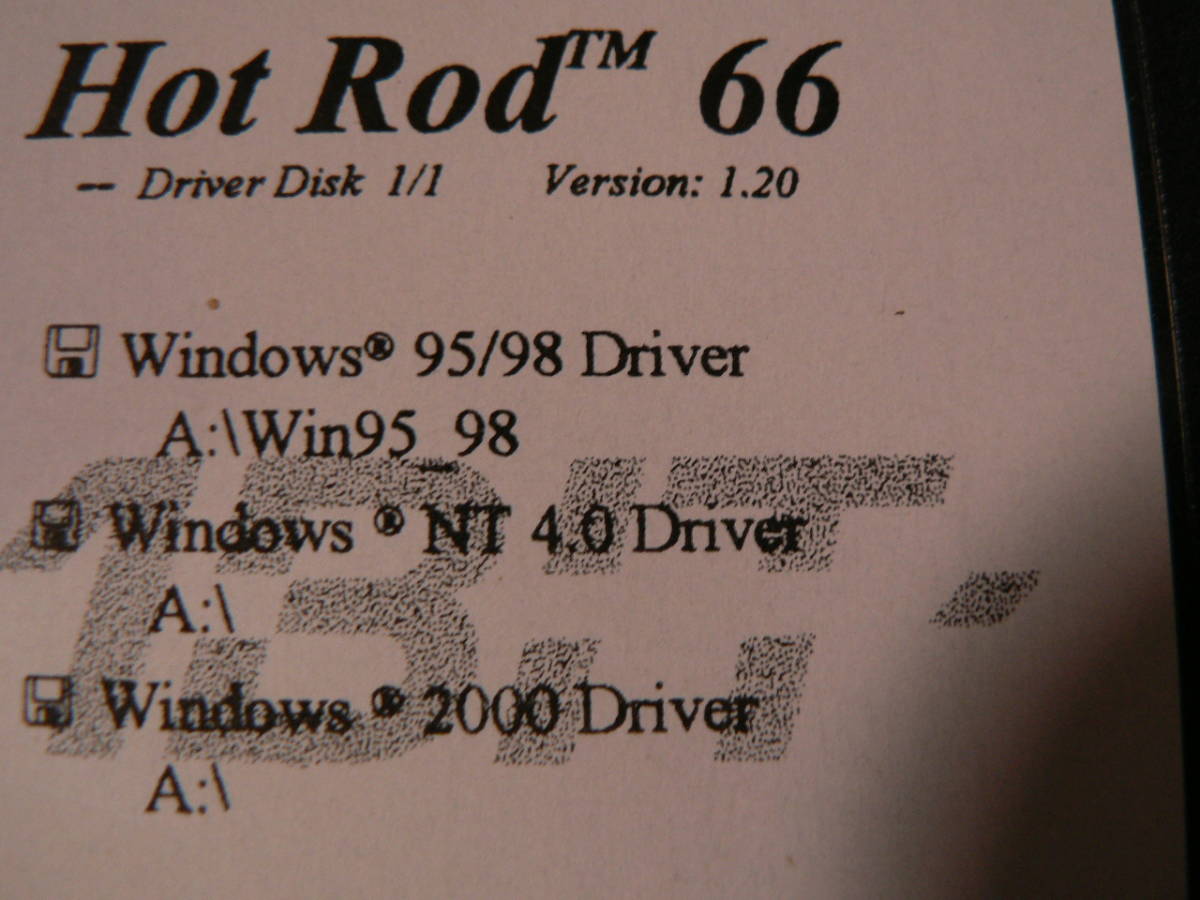 Hot Rod™ 66
-- Driver Disk 1/1 Version: 1.20
Windows® 95/98 Driver
A:\Win95_98
Windows ® NT 4.0 Driver
A:\
Windows ® 2000 Driver
A:\